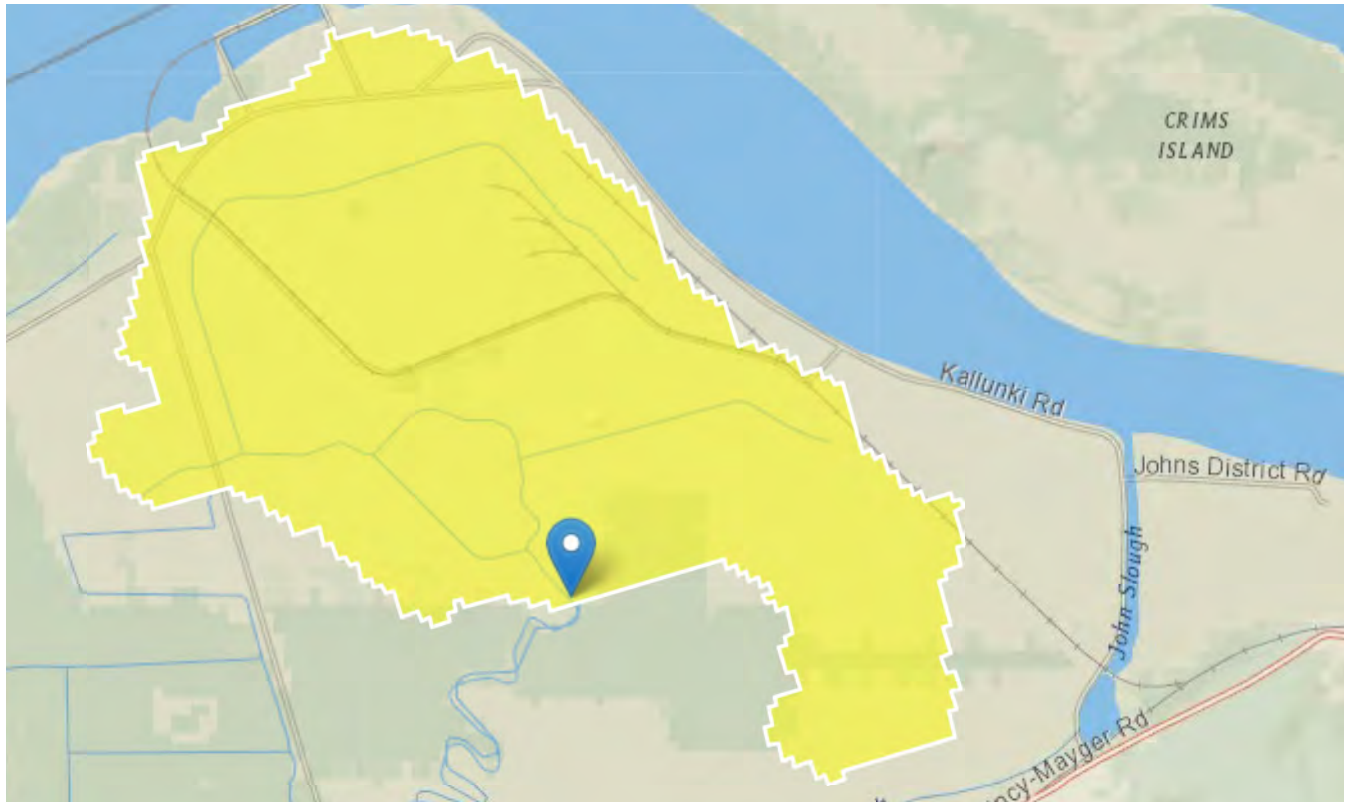 CRIMS
ISLAND
Kallunki Rd
Johns District Rd
John Slough
Mayger Rd